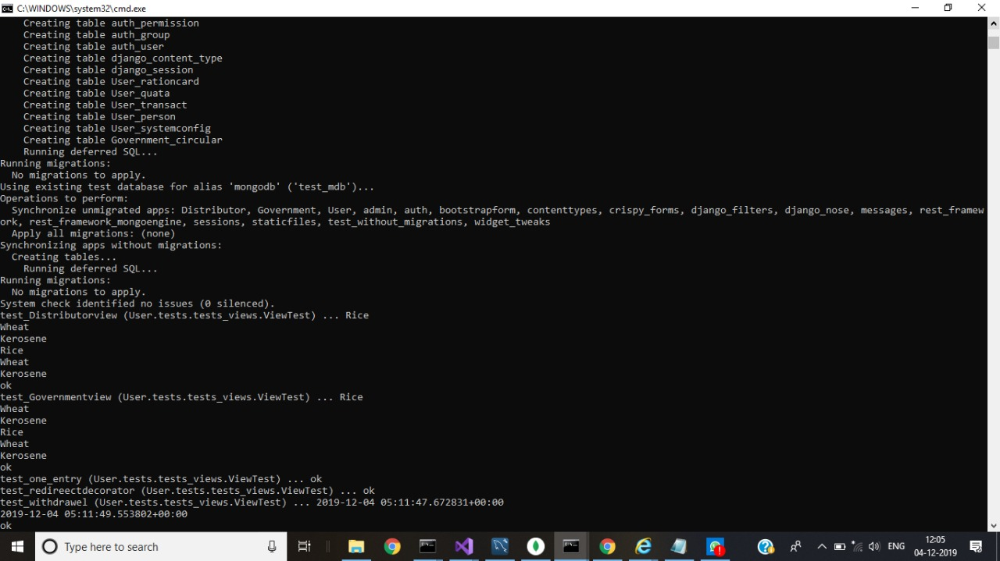 C:\WINDOWS\system32\cmd.exe
Creating table auth_permission
Creating table auth_group
Creating table auth_user
Creating table django_content_type
Creating table django_session
Creating table User_rationcard
Creating table User_quata
Creating table User_transact
Creating table User_person
Creating table User_systemconfig
Creating table Government_circular
Running deferred SQL...
Running migrations:
No migrations to apply.
Using existing test database for alias 'mongodb' ('test_mdb')...
Operations to perform:
Synchronize unmigrated apps: Distributor, Government, User, admin, auth, bootstrapform, contenttypes, crispy_forms, django_filters, django_nose, messages, rest_framew
ork, rest_framework_mongoengine, sessions, staticfiles, test_without_migrations, widget_tweaks
Apply all migrations: (none)
Synchronizing apps without migrations:
Creating tables...
Running deferred SQL...
Running migrations:
No migrations to apply.
System check identified no issues (0 silenced).
test_Distributorview (User.tests.tests_views.ViewTest) ... Rice
Wheat
Kerosene
Rice
Wheat
Kerosene
ok
test_Governmentview (User.tests.tests_views.ViewTest) ... Rice
Wheat
Kerosene
Rice
Wheat
Kerosene
ok
test_one_entry (User.tests.tests_views.ViewTest) ... ok
test_redireectdecorator (User.tests.tests_views.ViewTest) ... ok
test_withdrawel (User.tests.tests_views.ViewTest) ... 2019-12-04 05:11:47.672831+00:00
2019-12-04 05:11:49.553802+00:00
ok
Type here to search
ENG
12:05
04-12-2019